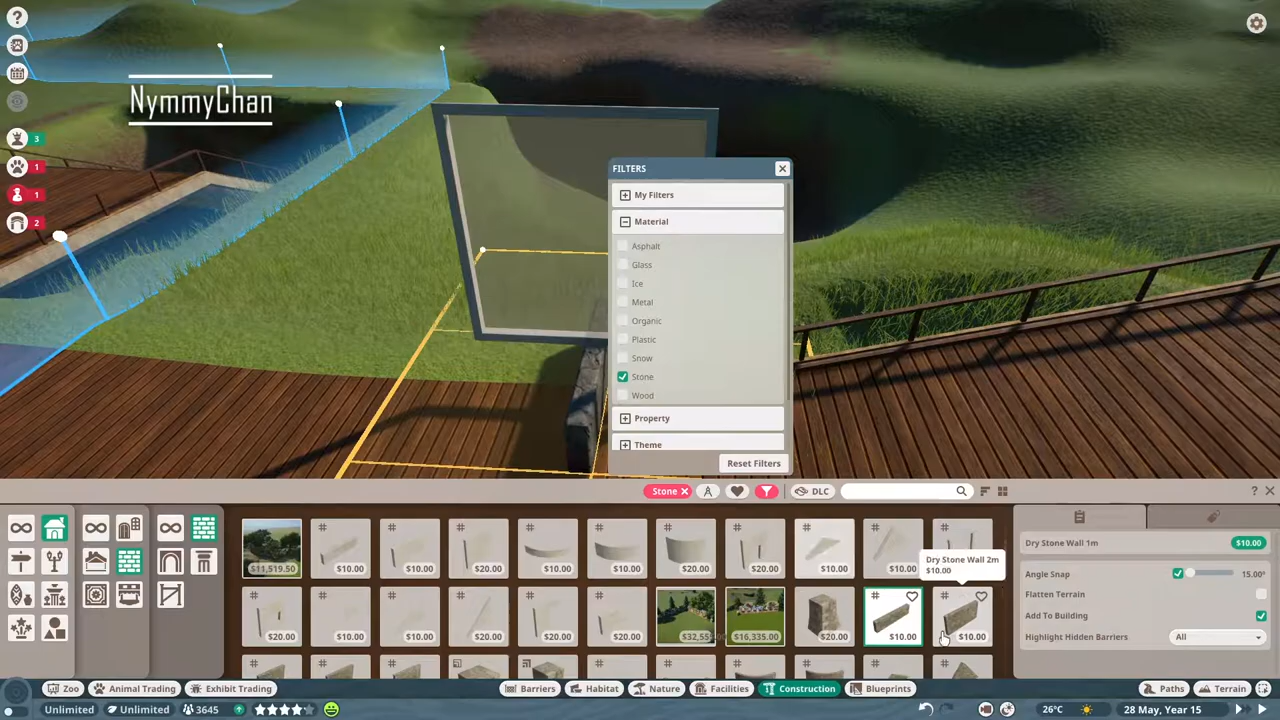 NymmyChan
3
1
1
2
FILTERS
My Filters
Material
Asphalt
Glass
Ice
Metal
Organic
Plastic
Snow
Stone
Wood
Property
Theme
Reset Filters
Stone
DLC
$11,519.50
$10.00
$10.00
$20.00
$10.00
$10.00
$20.00
$20.00
$10.00
$10.00
Dry Stone Wall 2m
$10.00
$20.00
$10.00
$10.00
$20.00
$10.00
$20.00
$16,335.00
$20.00
$10.00
$10.00
Dry Stone Wall 1m
$10.00
Angle Snap
15.00°
Flatten Terrain
Add To Building
Highlight Hidden Barriers
All
Zoo
Animal Trading
Exhibit Trading
Barriers
Habitat
Nature
Facilities
Construction
Blueprints
Paths
Terrain
Unlimited
Unlimited
3645
26°C
28 May, Year 15